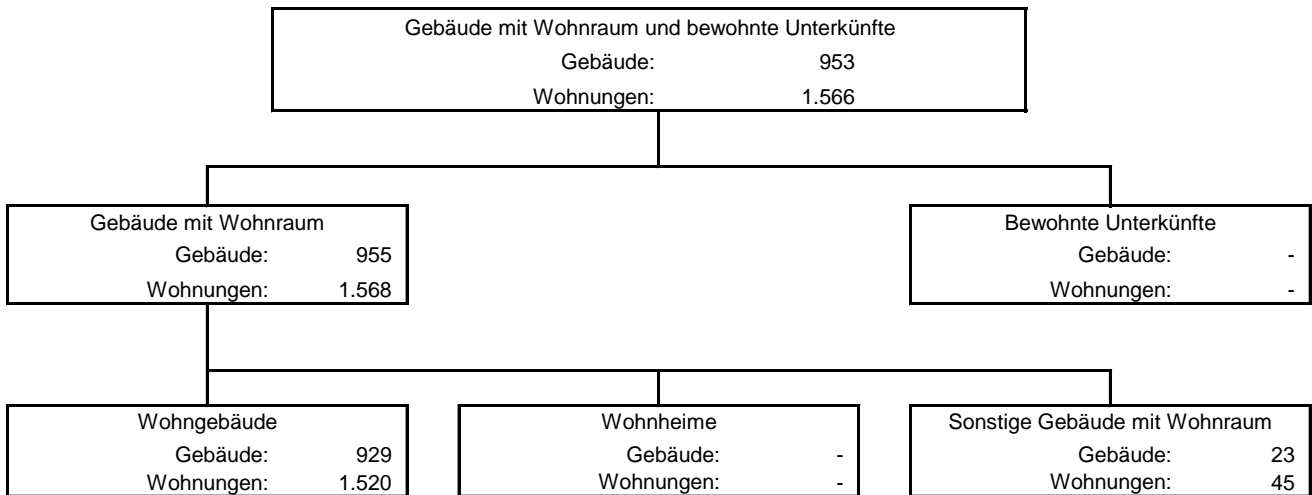 Gebäude mit Wohnraum und bewohnte Unterkünfte
Gebäude: 953
Wohnungen: 1.566
Gebäude mit Wohnraum
Gebäude: 955
Wohnungen: 1.568
Bewohnte Unterkünfte
Gebäude: -
Wohnungen: -
Wohngebäude
Gebäude: 929
Wohnungen: 1.520
Wohnheime
Gebäude: -
Wohnungen: -
Sonstige Gebäude mit Wohnraum
Gebäude: 23
Wohnungen: 45